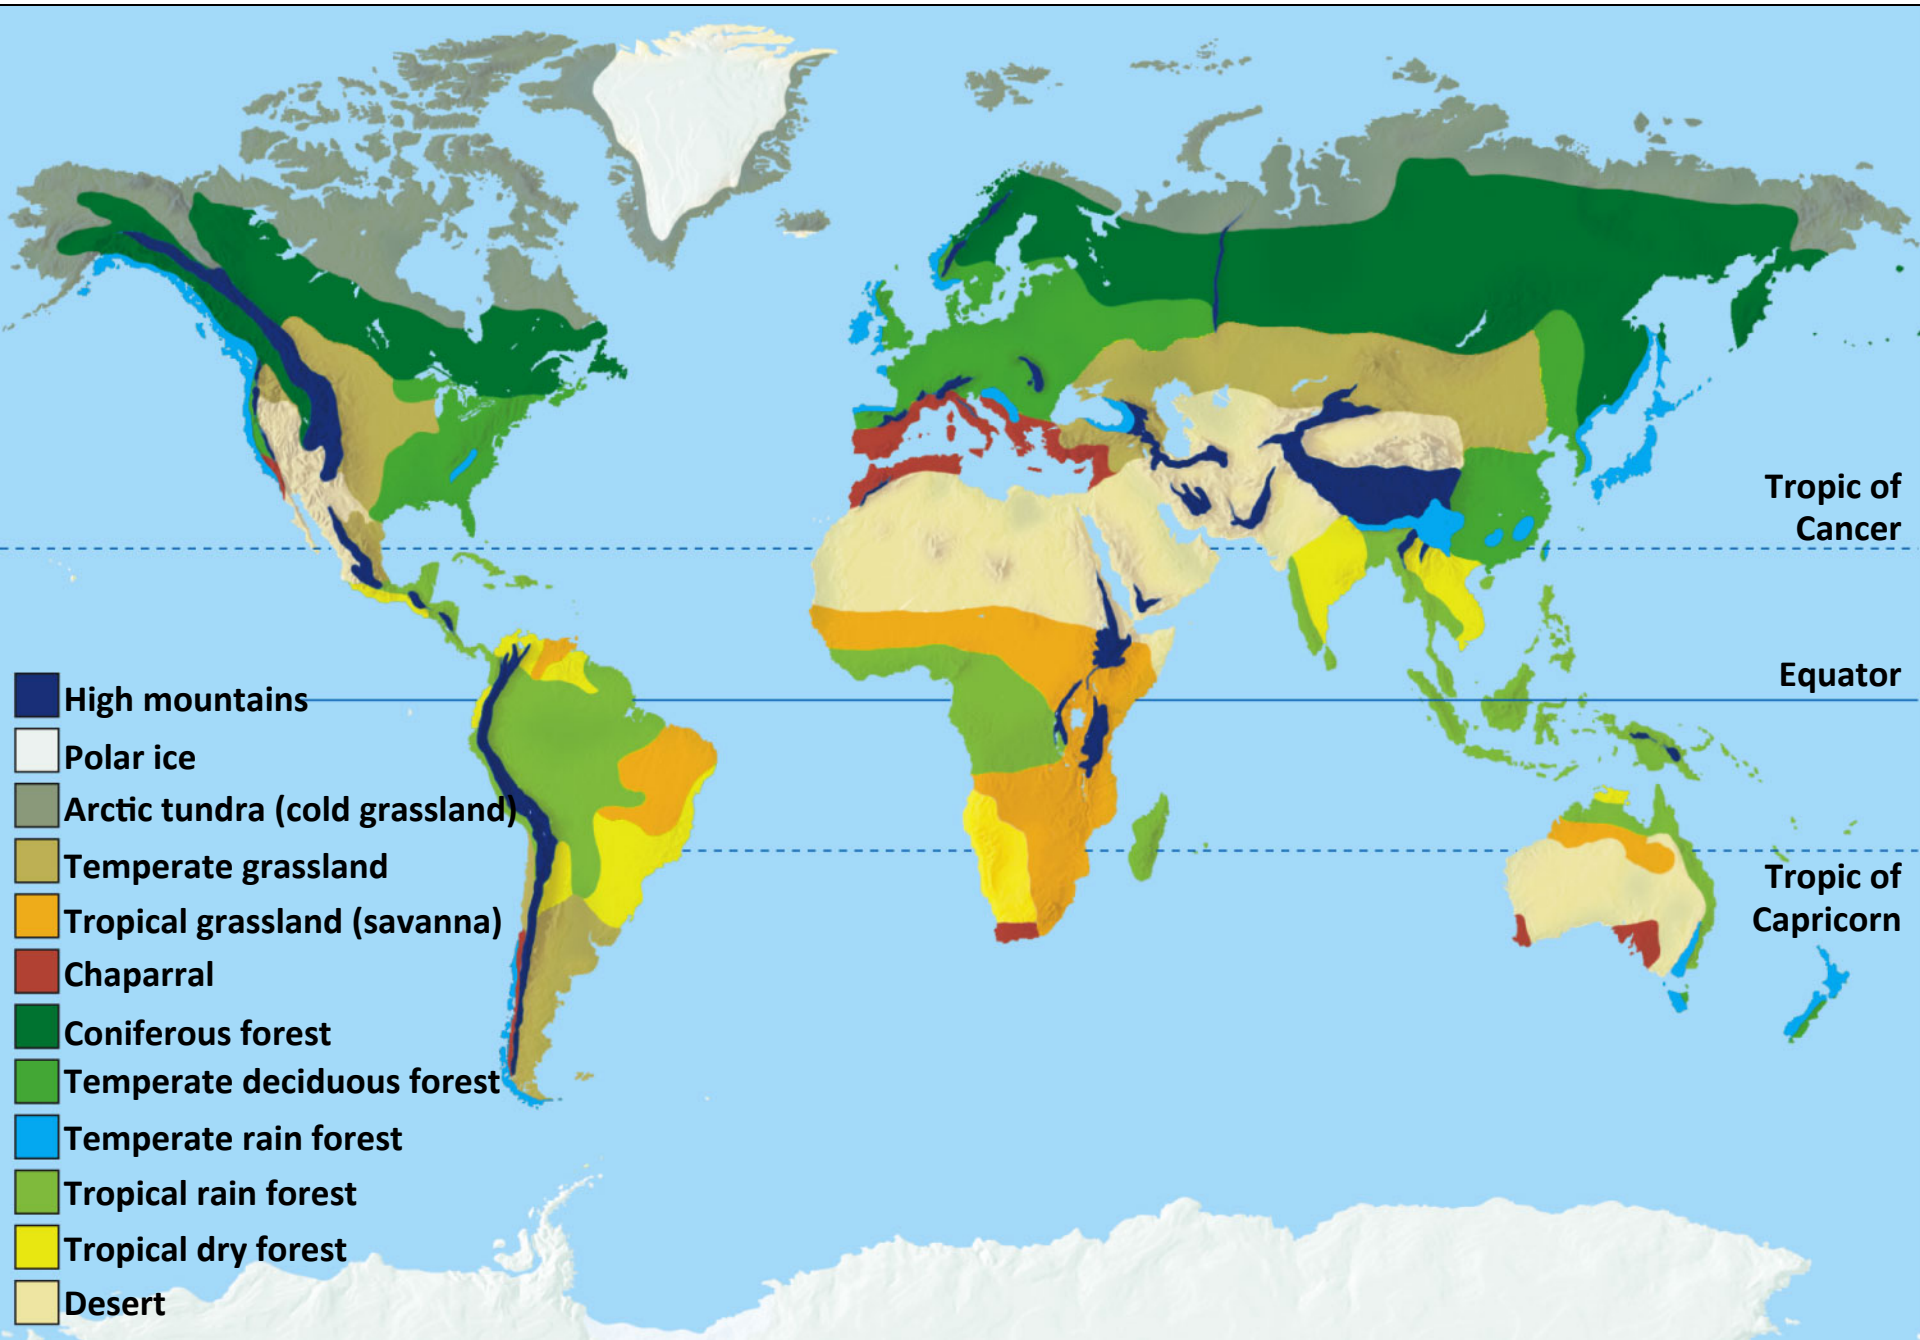 Tropic of
Cancer
Equator
High mountains
Polar ice
Arctic tundra (cold grassland)
Temperate grassland
Tropic of
Capricorn
Tropical grassland (savanna)
Chaparral
Coniferous forest
Temperate deciduous forest
Temperate rain forest
Tropical rain forest
Tropical dry forest
Desert